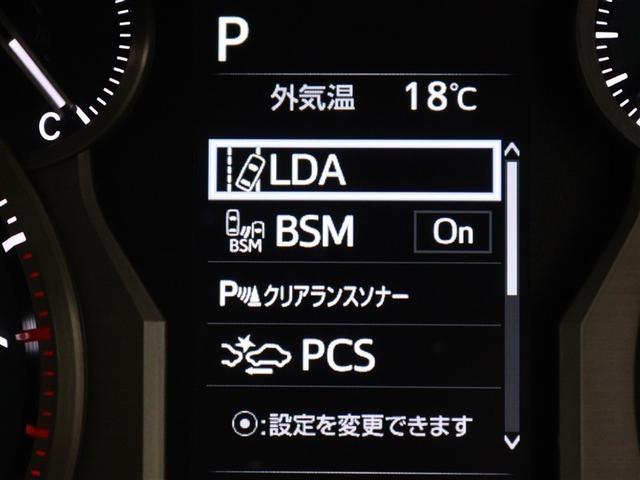 P
外気温 18℃
C
LDA
BSM BSM On
P クリアランスソナー
PCS
⦿:設定を変更できます